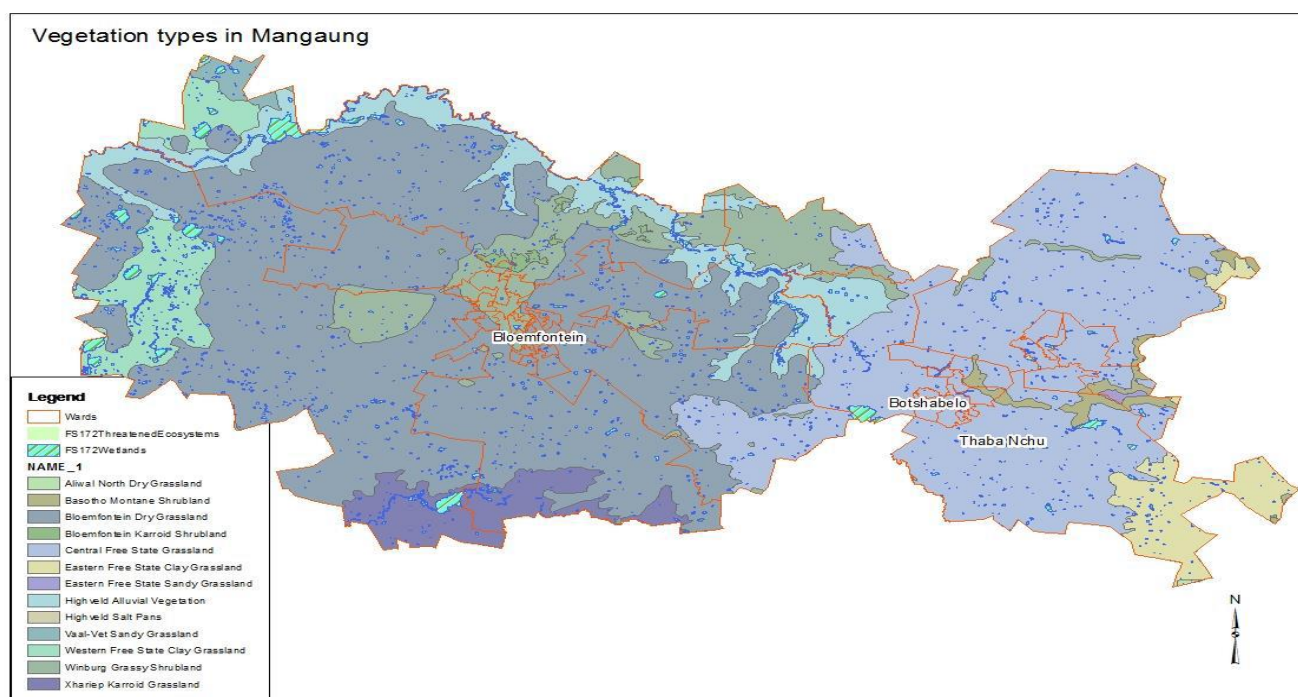 Vegetation types in Mangaung
Bloemfontein
Botshabelo
Thaba Nchu
Legend
Wards
FS172ThreatenedEcosystems
FS172Wetlands
NAME_1
Aliwal North Dry Grassland
Basotho Montane Shrubland
Bloemfontein Dry Grassland
Bloemfontein Karroid Shrubland
Central Free State Grassland
Eastern Free State Clay Grassland
Eastern Free State Sandy Grassland
Highveld Alluvial Vegetation
Highveld Salt Pans
Vaal-Vet Sandy Grassland
Western Free State Clay Grassland
Winburg Grassy Shrubland
Xhariep Karroid Grassland
N